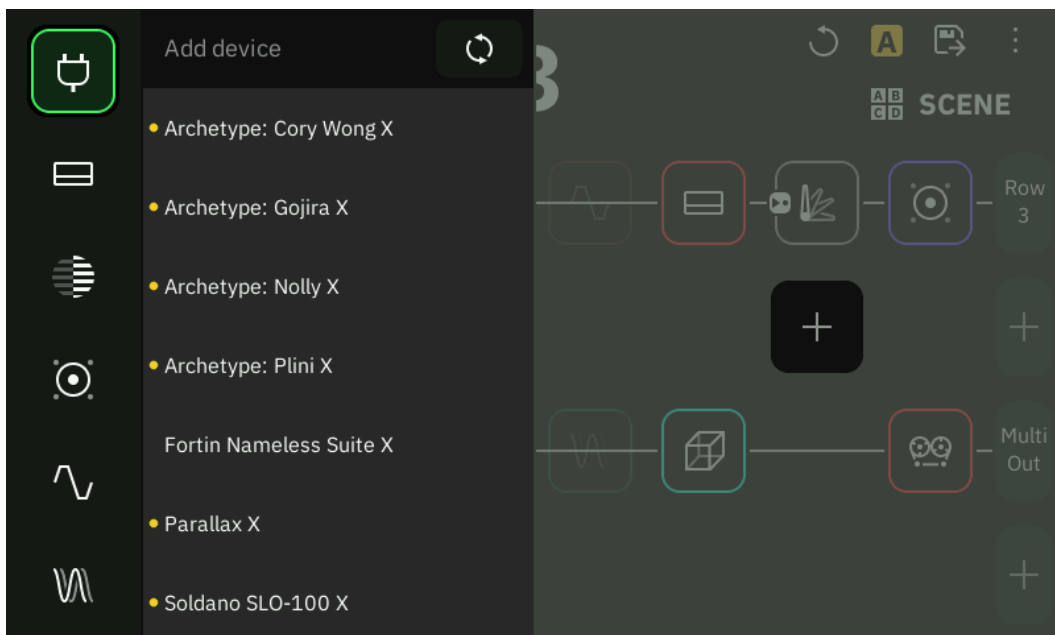 Add device
Archetype: Cory Wong X
Archetype: Gojira X
Archetype: Nolly X
Archetype: Plini X
Fortin Nameless Suite X
Parallax X
Soldano SLO-100 X
A
A B
C D
SCENE
Row
3
Multi
Out